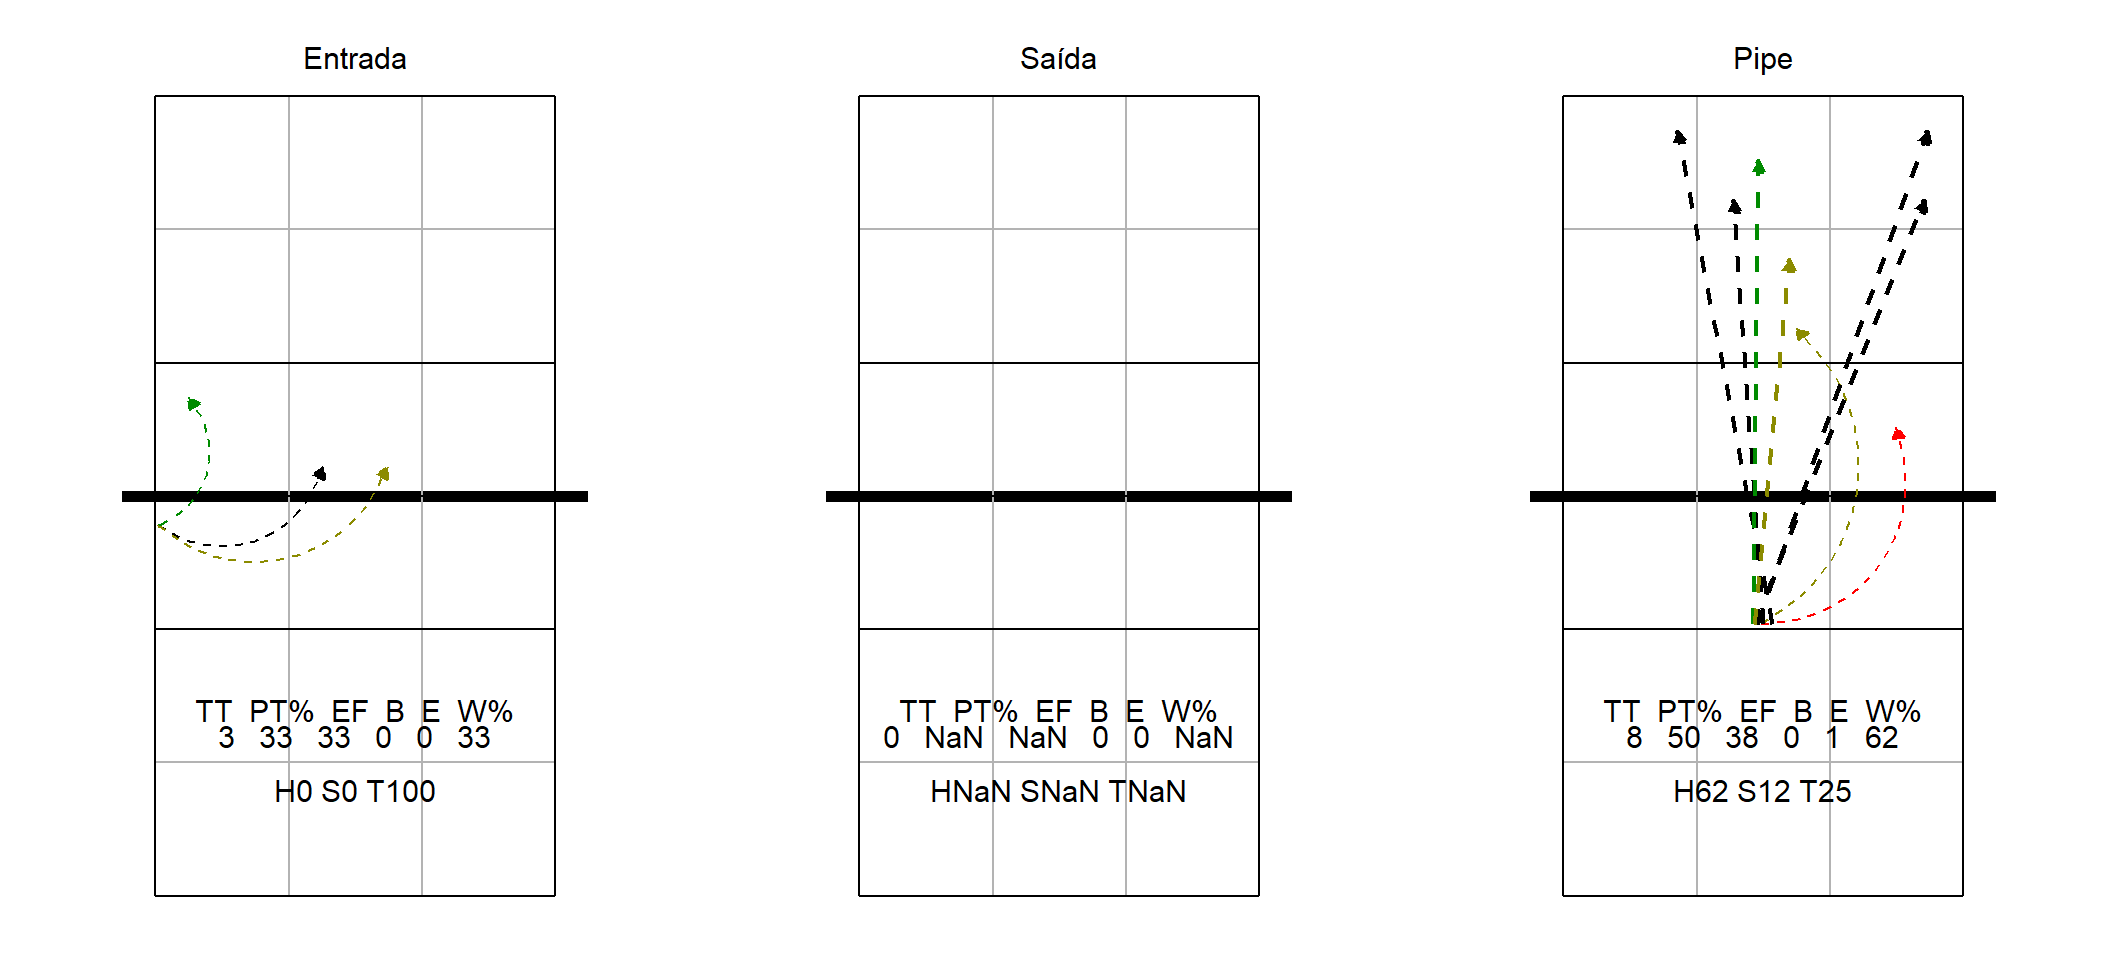 Entrada
TT PT% EF B E W%
3 33 33 0 0 33
H0 S0 T100
Saída
TT PT% EF B E W%
0 NaN NaN 0 0 NaN
HNaN SNaN TNaN
Pipe
TT PT% EF B E W%
8 50 38 0 1 62
H62 S12 T25